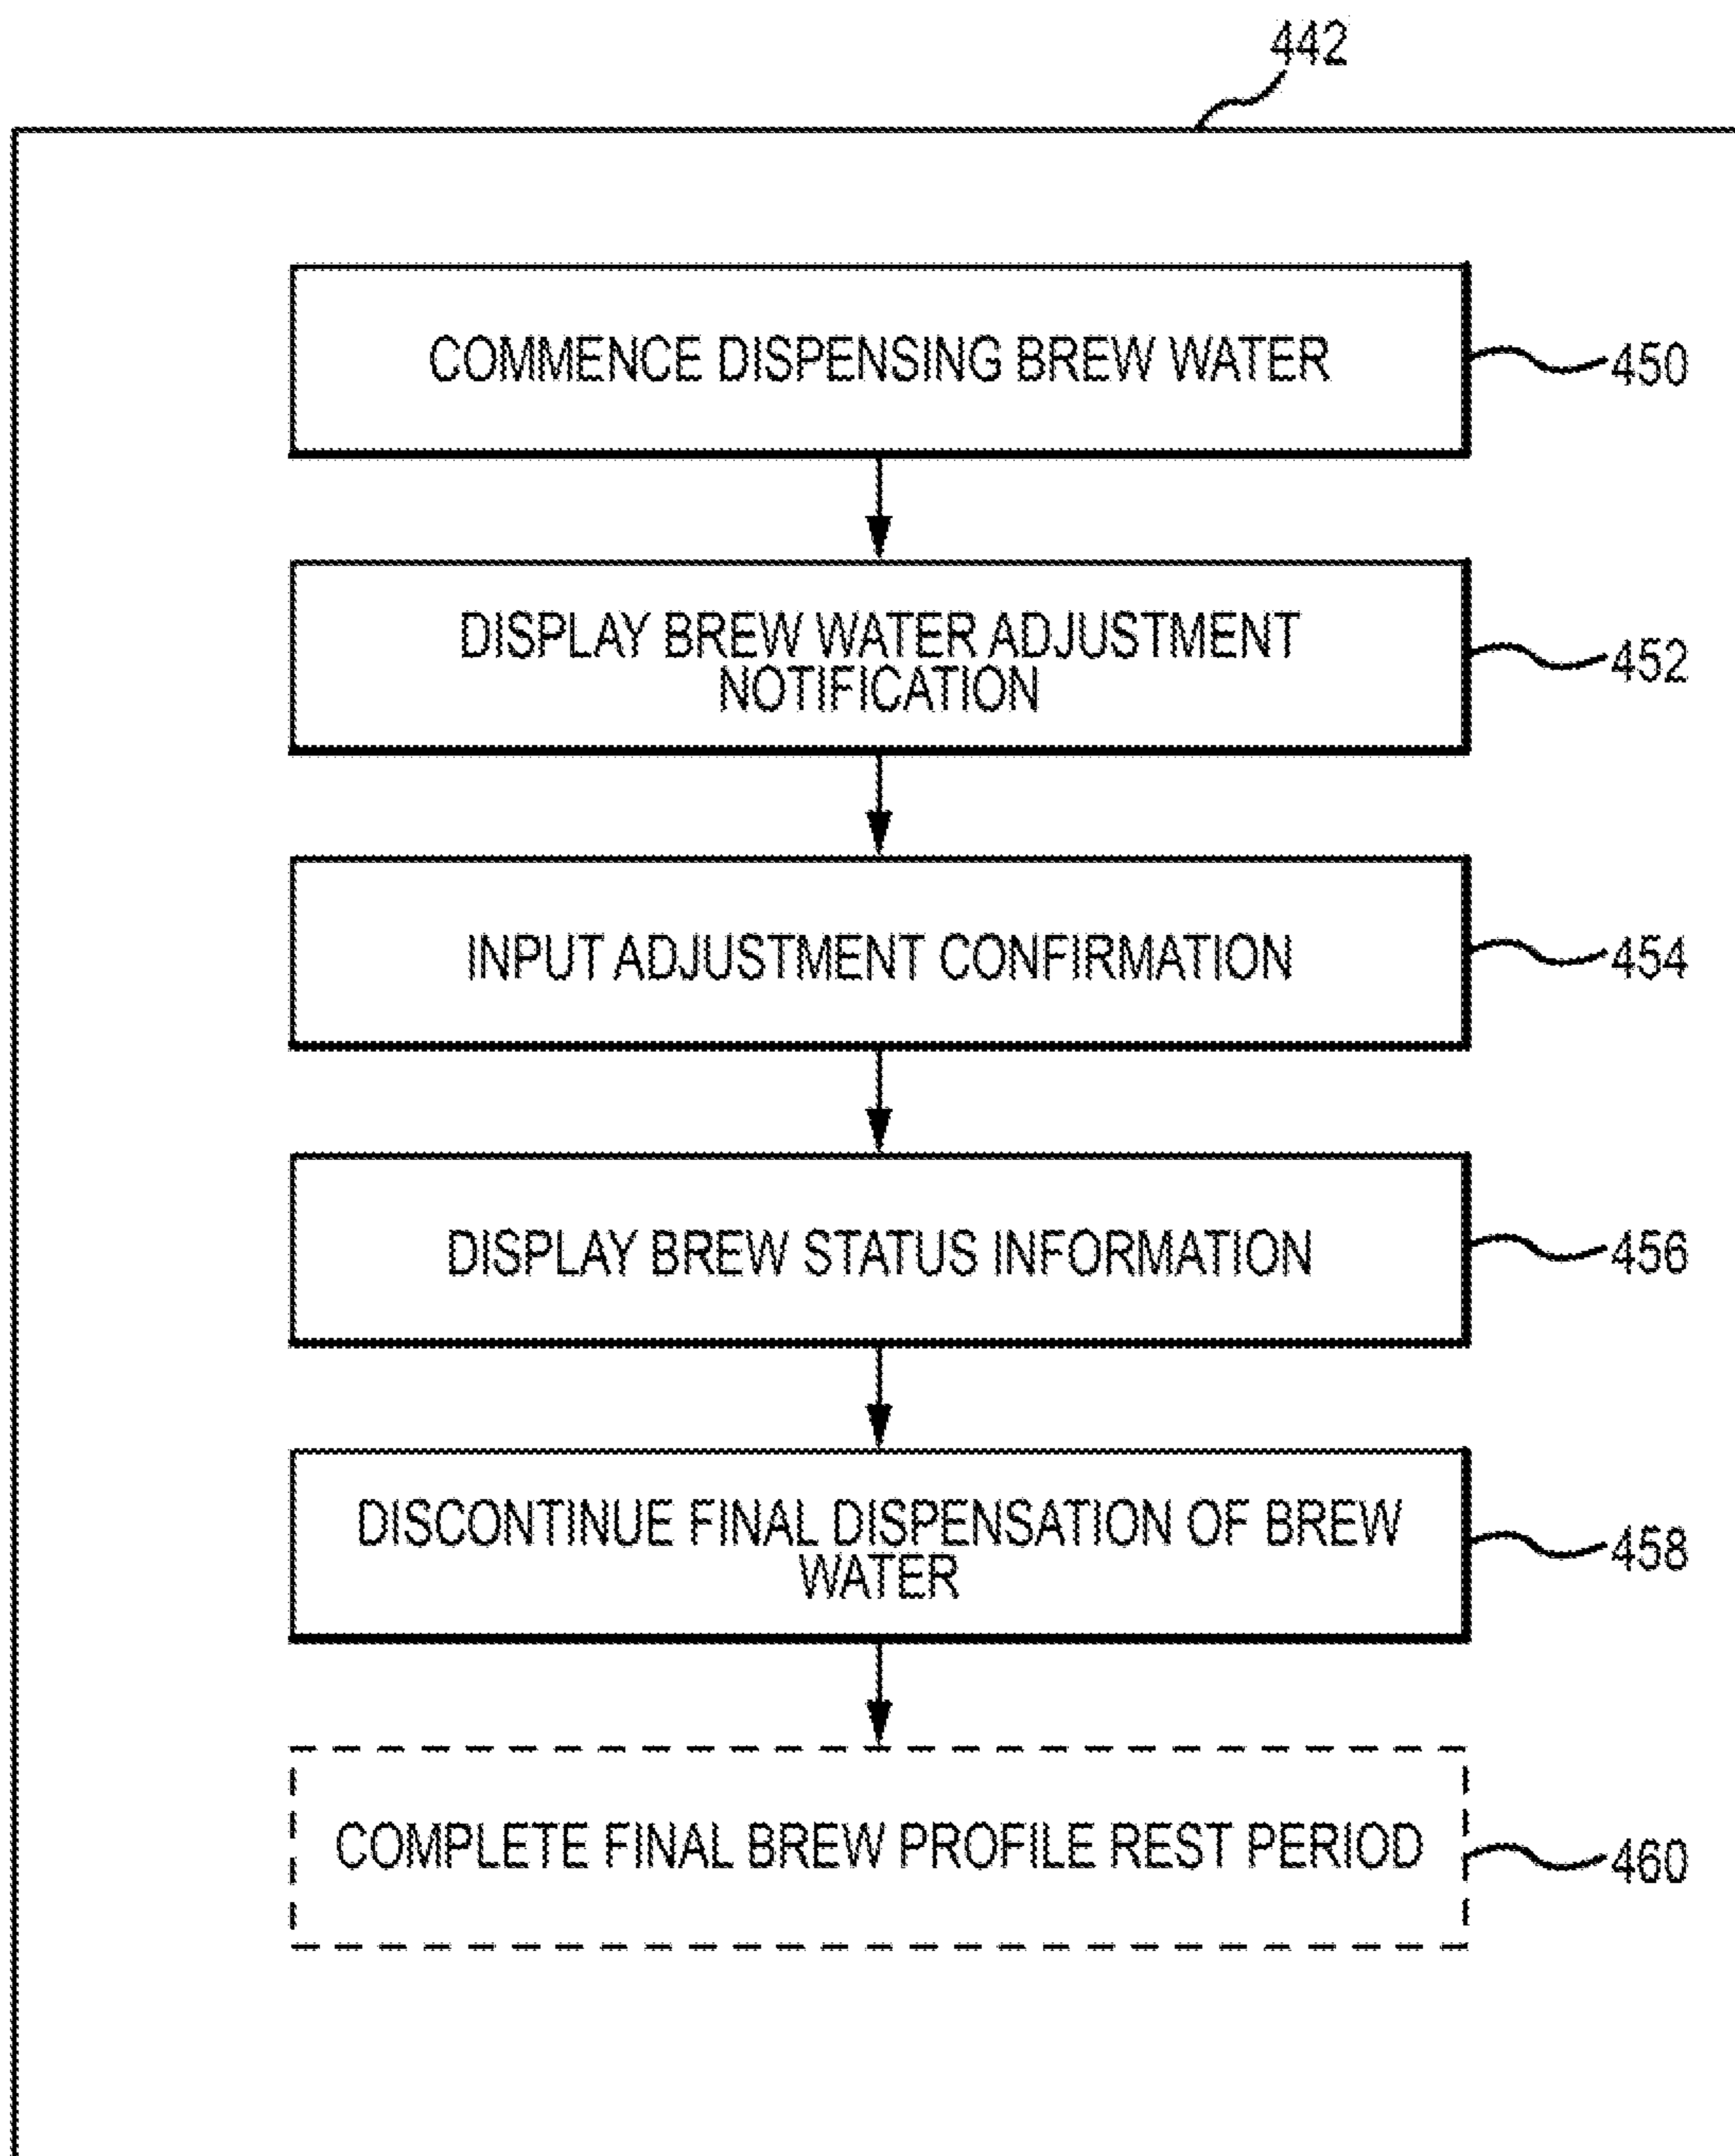 442
COMMENCE DISPENSING BREW WATER
450
DISPLAY BREW WATER ADJUSTMENT
NOTIFICATION
452
INPUT ADJUSTMENT CONFIRMATION
454
DISPLAY BREW STATUS INFORMATION
456
DISCONTINUE FINAL DISPENSATION OF BREW
WATER
458
COMPLETE FINAL BREW PROFILE REST PERIOD
460